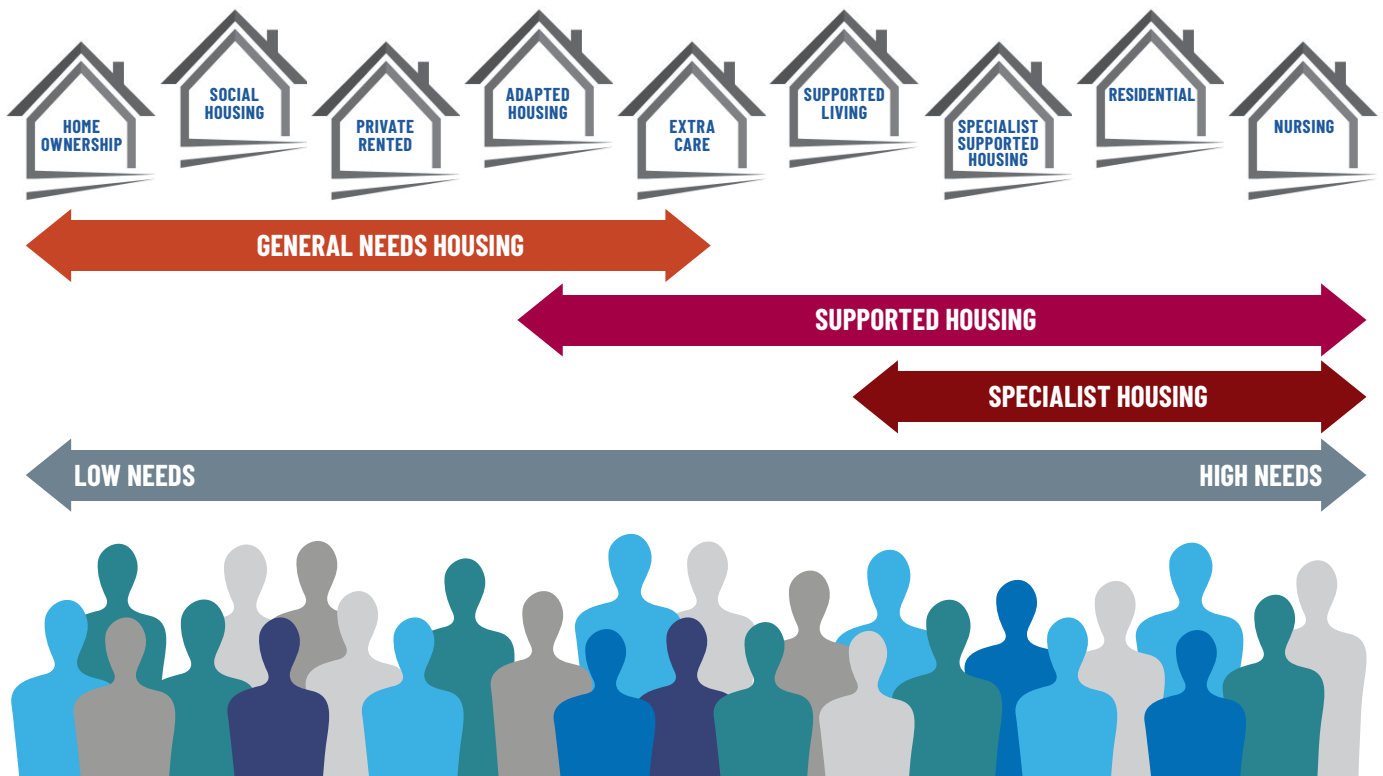 HOME
OWNERSHIP
SOCIAL
HOUSING
PRIVATE
RENTED
ADAPTED
HOUSING
EXTRA
CARE
SUPPORTED
LIVING
SPECIALIST
SUPPORTED
HOUSING
RESIDENTIAL
NURSING
GENERAL NEEDS HOUSING
SUPPORTED HOUSING
SPECIALIST HOUSING
LOW NEEDS
HIGH NEEDS